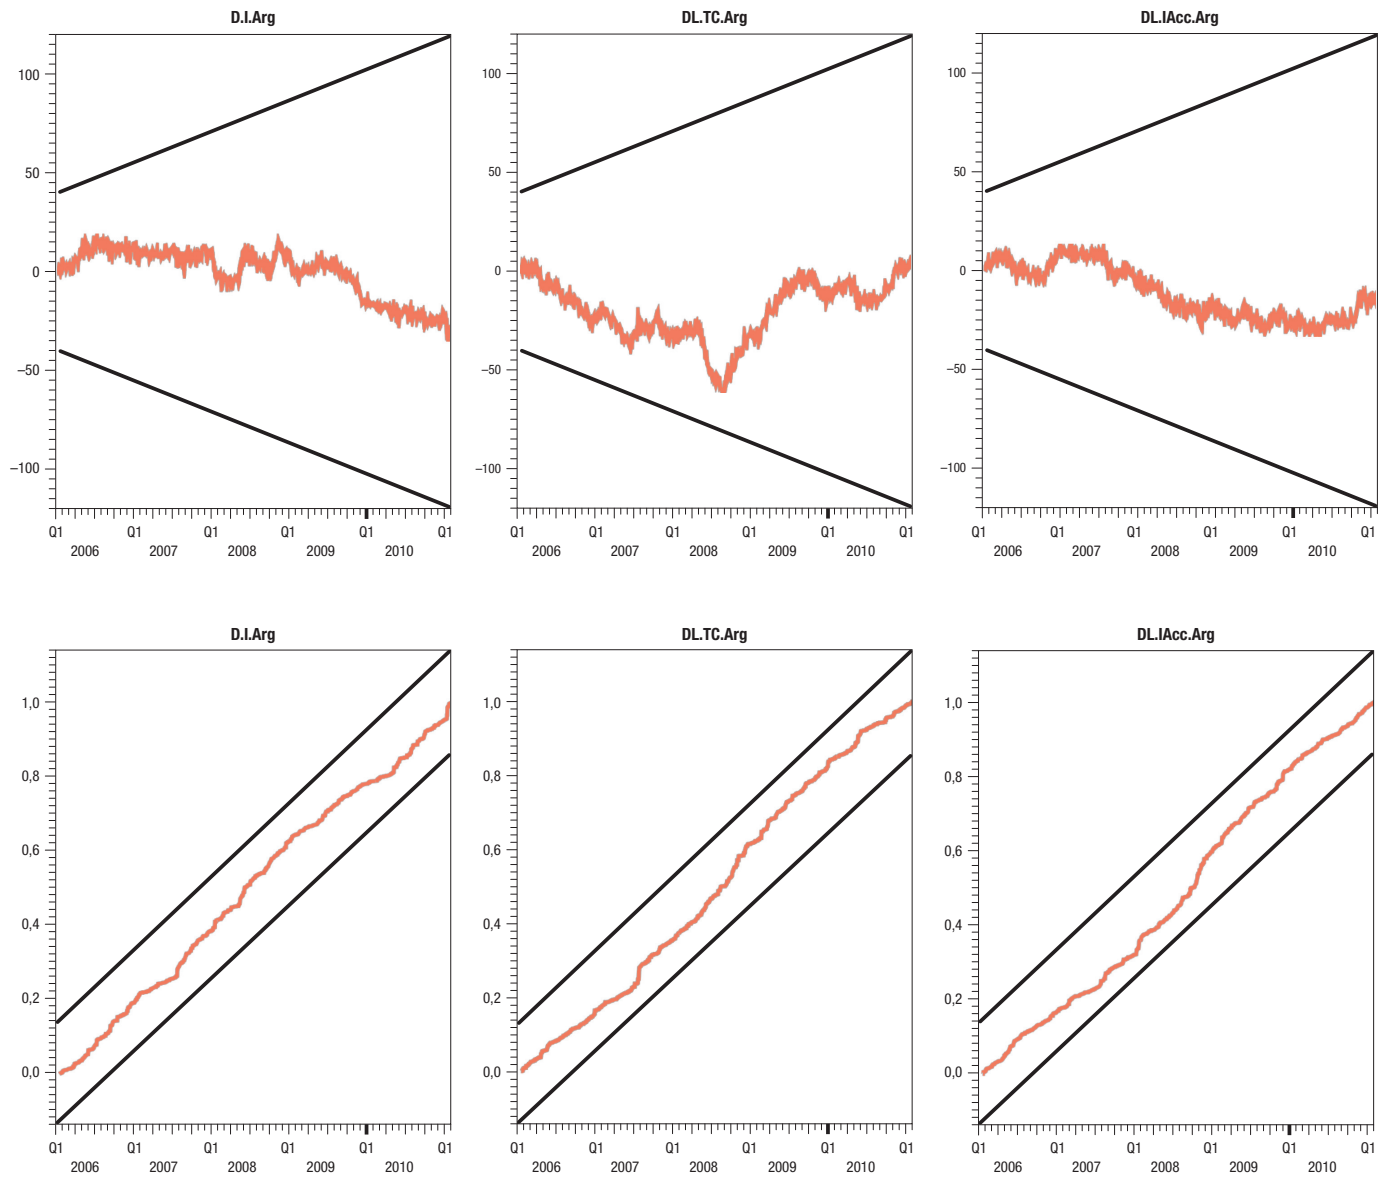 D.I.Arg DL.TC.Arg DL.IAcc.Arg
100 100 100
50 50 50
0 0 0
−50 −50 −50
−100 −100 −100
Q1 Q1 Q1 Q1 Q1 Q1 Q1 Q1 Q1 Q1 Q1 Q1 Q1 Q1 Q1 Q1 Q1 Q1
2006 2007 2008 2009 2010 2006 2007 2008 2009 2010 2006 2007 2008 2009 2010
D.I.Arg DL.TC.Arg DL.IAcc.Arg
1,0 1,0 1,0
0,8 0,8 0,8
0,6 0,6 0,6
0,4 0,4 0,4
0,2 0,2 0,2
0,0 0,0 0,0
Q1 Q1 Q1 Q1 Q1 Q1 Q1 Q1 Q1 Q1 Q1 Q1 Q1 Q1 Q1 Q1 Q1 Q1
2006 2007 2008 2009 2010 2006 2007 2008 2009 2010 2006 2007 2008 2009 2010